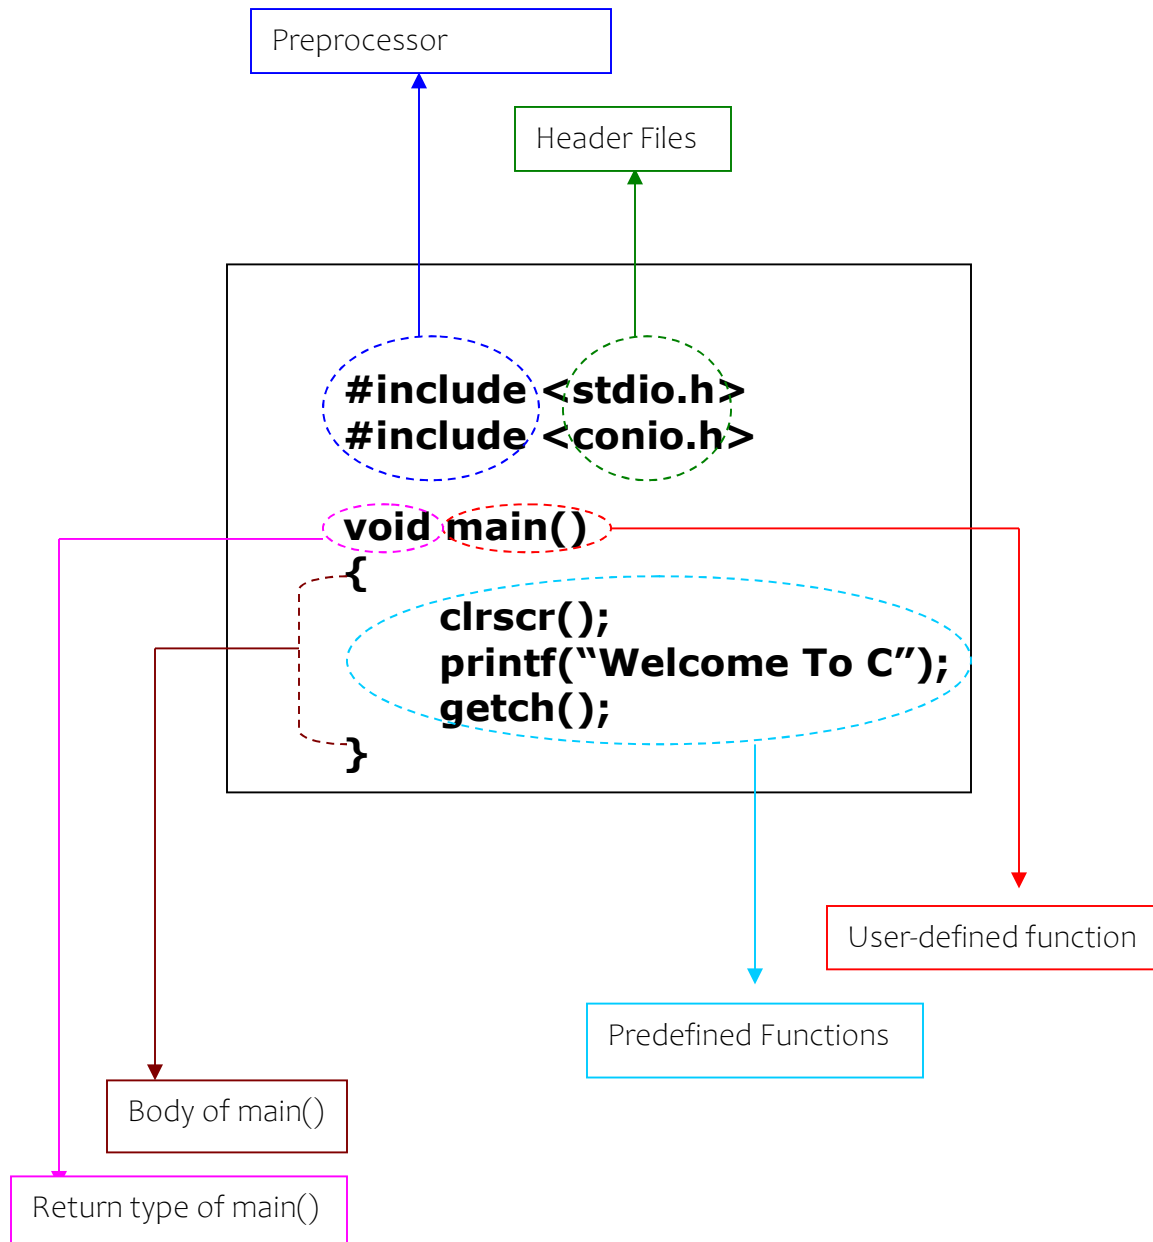 Preprocessor
Header Files
#include <stdio.h>
#include <conio.h>
void main()
{
clrscr();
printf(“Welcome To C”);
getch();
}
User-defined function
Predefined Functions
Body of main()
Return type of main()